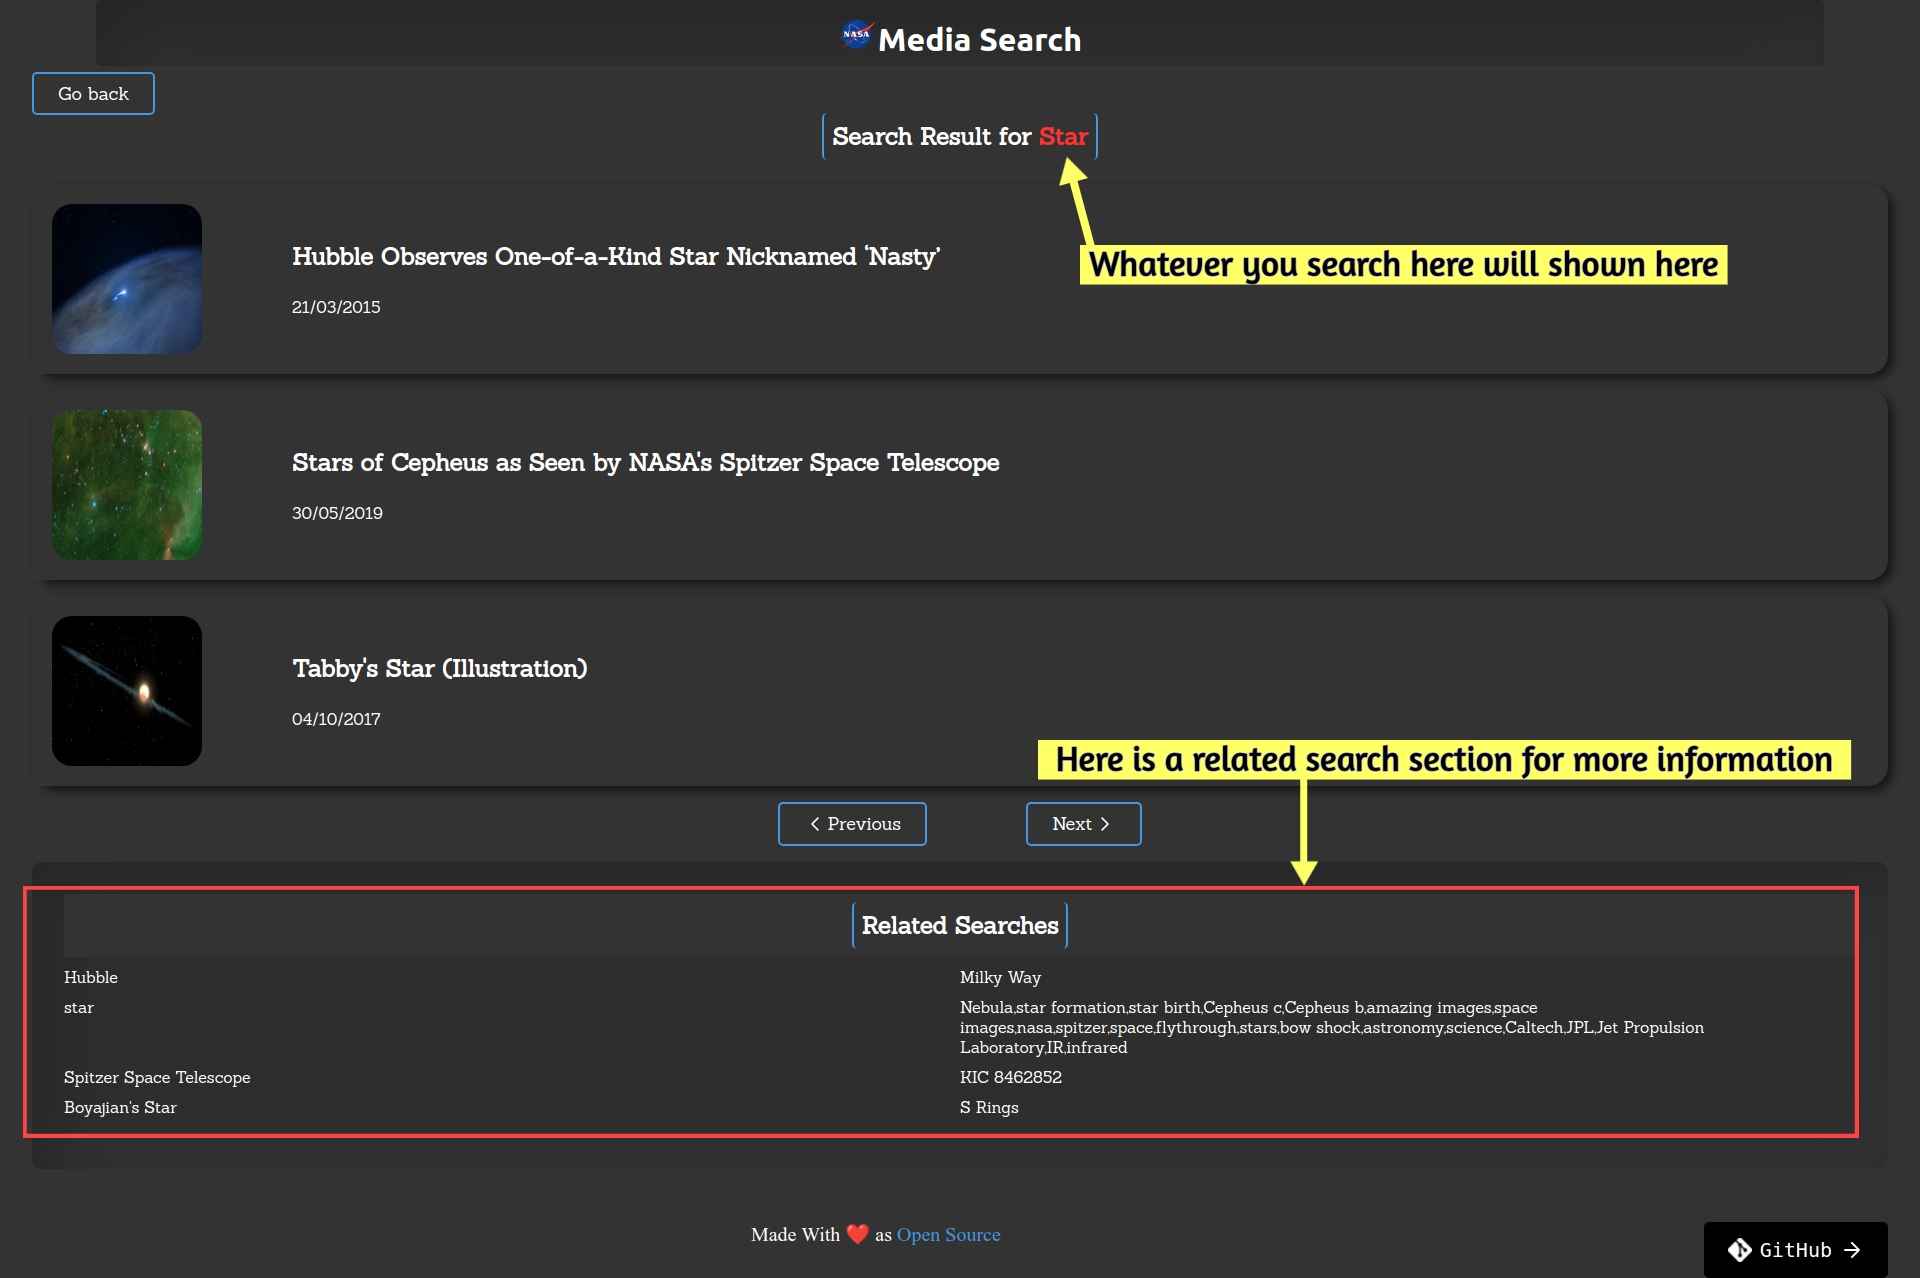 NASA Media Search
Go back
Search Result for Star
Hubble Observes One-of-a-Kind Star Nicknamed ‘Nasty’
Whatever you search here will shown here
21/03/2015
Stars of Cepheus as Seen by NASA's Spitzer Space Telescope
30/05/2019
Tabby's Star (Illustration)
04/10/2017
Here is a related search section for more information
Previous
Next
Related Searches
Hubble
Milky Way
star
Nebula,star formation,star birth,Cepheus c,Cepheus b,amazing images,space
images,nasa,spitzer,space,flythrough,stars,bow shock,astronomy,science,Caltech,JPL,Jet Propulsion
Laboratory,IR,infrared
Spitzer Space Telescope
KIC 8462852
Boyajian's Star
S Rings
Made With ❤️ as Open Source
GitHub →